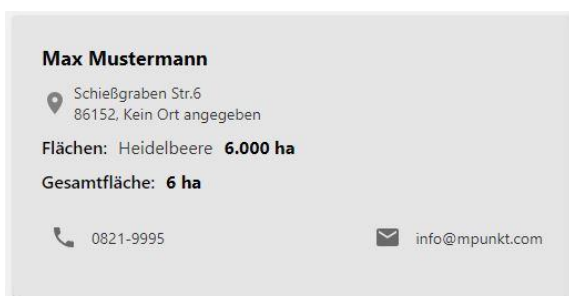 Max Mustermann
Schießgraben Str.6
86152, Kein Ort angegeben
Flächen: Heidelbeere 6.000 ha
Gesamtfläche: 6 ha
0821-9995 info@mpunkt.com